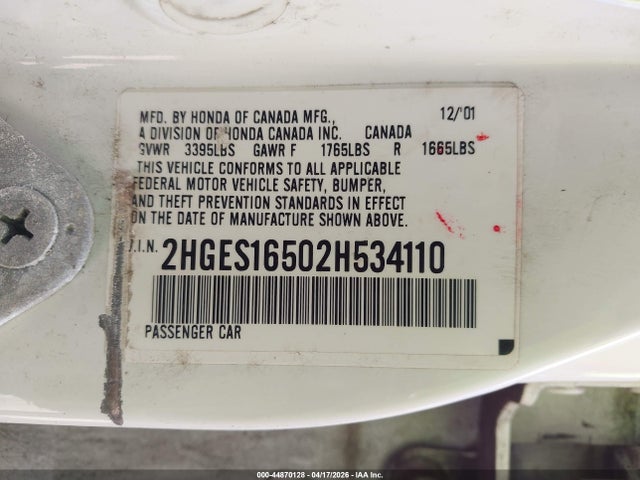 MFD. BY HONDA OF CANADA MFG., 12/'01
A DIVISION OF HONDA CANADA INC. CANADA
GVWR 3395LBS GAWR F 1765LBS R 1665LBS
THIS VEHICLE CONFORMS TO ALL APPLICABLE
FEDERAL MOTOR VEHICLE SAFETY, BUMPER,
AND THEFT PREVENTION STANDARDS IN EFFECT
ON THE DATE OF MANUFACTURE SHOWN ABOVE.
V.I.N. 2HGES16502H534110
PASSENGER CAR
000-44870128 - 04/17/2026 - IAA Inc.